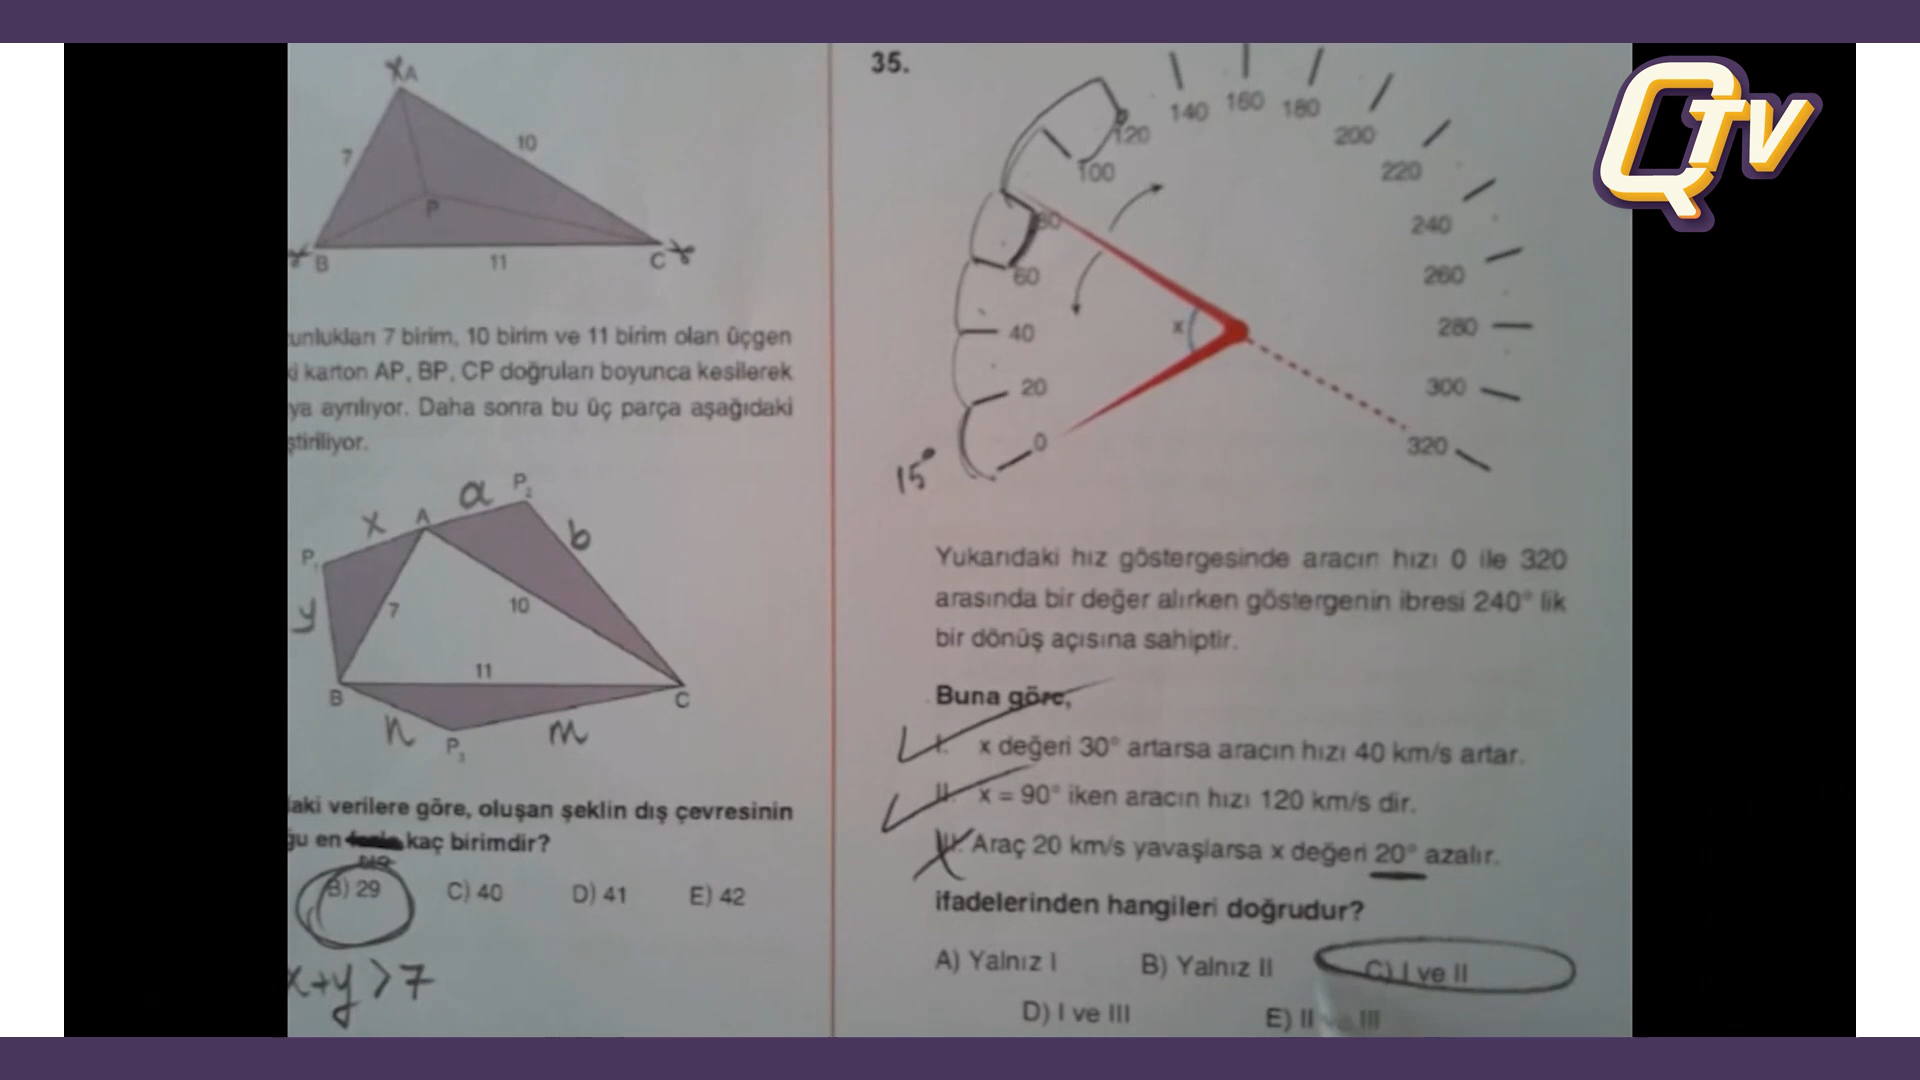 QTV
A
7
10
P
B
11
C
7 birim, 10 birim ve 11 birim olan üçgen
karton AP, BP, CP doğruları boyunca kesilerek
ya ayrılıyor. Daha sonra bu üç parça aşağıdaki
ştiriliyor.
x
A
a
P₂
b
P₁
y
7
10
11
B
C
n
P₃
m
aki verilere göre, oluşan şeklin dış çevresinin
en kaç birimdir?
B) 29
C) 40
D) 41
E) 42
x+y>7
35.
0
20
40
60
80
100
120
140
160
180
200
220
240
260
280
300
320
x
15°
Yukarıdaki hız göstergesinde aracın hızı 0 ile 320
arasında bir değer alırken göstergenin ibresi 240° lik
bir dönüş açısına sahiptir.
Buna göre,
I. x değeri 30° artarsa aracın hızı 40 km/s artar.
II. x = 90° iken aracın hızı 120 km/s dir.
III. Araç 20 km/s yavaşlarsa x değeri 20° azalır.
ifadelerinden hangileri doğrudur?
A) Yalnız I
B) Yalnız II
C) I ve II
D) I ve III
E) II ve III